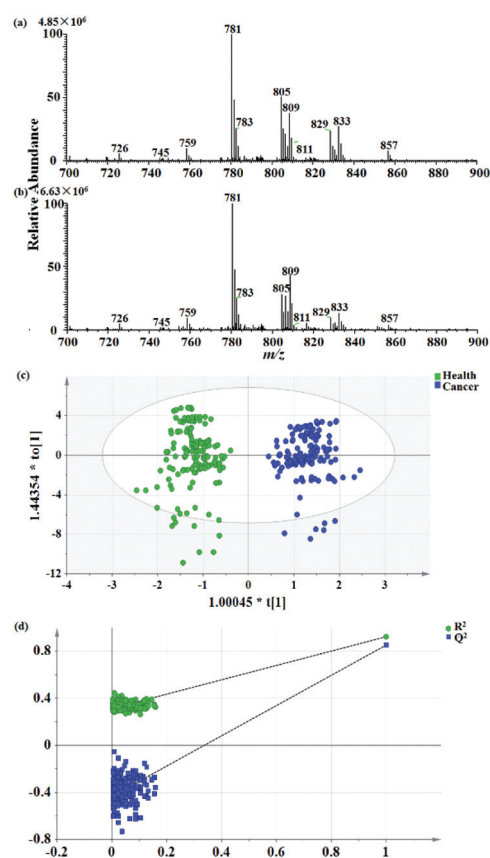 4.85×10⁶
(a)
100
50
0
781
783
805
809
811
829
833
857
726
745
759
700 720 740 760 780 800 820 840 860 880 900
Relative Abundance
6.63×10⁶
(b)
100
50
0
781
783
805
809
811
829
833
857
726
745
759
700 720 740 760 780 800 820 840 860 880 900
m/z
(c)
Health
Cancer
4
0
-4
-8
-12
1.44354 * to[1]
-4 -3 -2 -1 0 1 2 3
1.00045 * t[1]
(d)
R²
Q²
0.8
0.4
0
-0.4
-0.8
-0.2 0 0.2 0.4 0.6 0.8 1